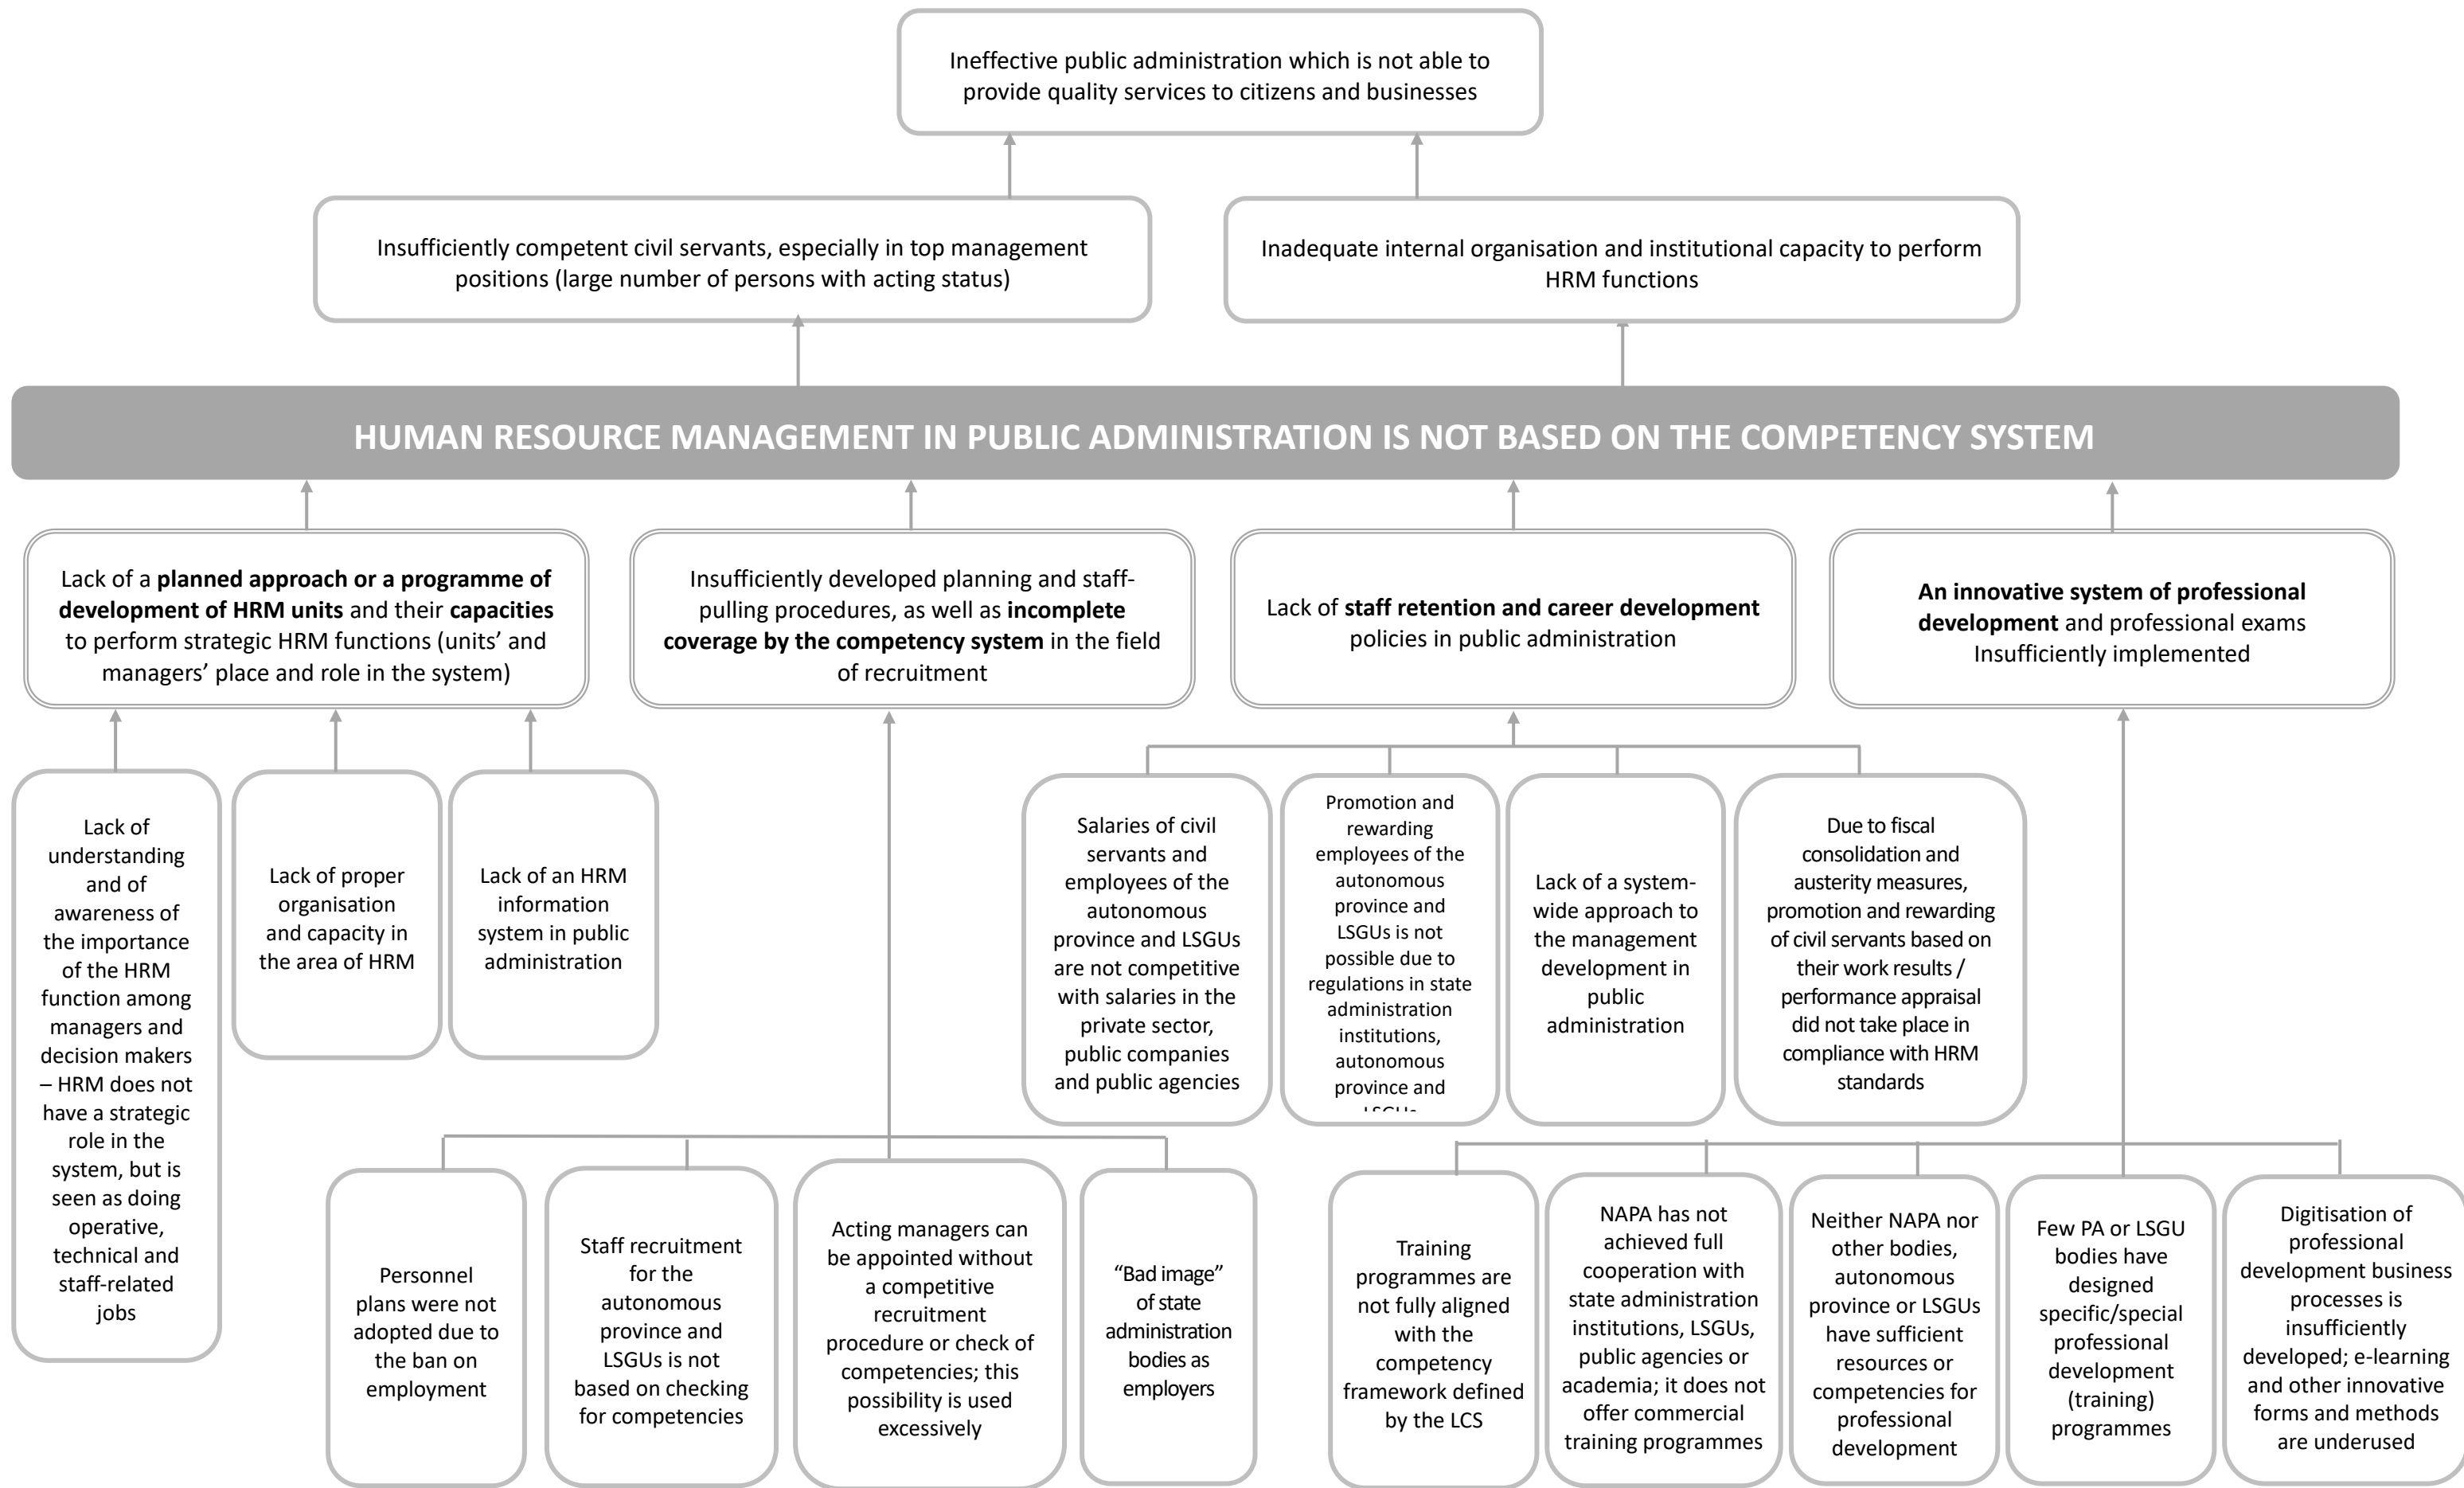 Ineffective public administration which is not able to
provide quality services to citizens and businesses
Insufficiently competent civil servants, especially in top management
positions (large number of persons with acting status)
Inadequate internal organisation and institutional capacity to perform
HRM functions
HUMAN RESOURCE MANAGEMENT IN PUBLIC ADMINISTRATION IS NOT BASED ON THE COMPETENCY SYSTEM
Lack of a planned approach or a programme of
development of HRM units and their capacities
to perform strategic HRM functions (units’ and
managers’ place and role in the system)
Insufficiently developed planning and staff-
pulling procedures, as well as incomplete
coverage by the competency system in the field
of recruitment
Lack of staff retention and career development
policies in public administration
An innovative system of professional
development and professional exams
Insufficiently implemented
Lack of
understanding
and of
awareness of
the importance
of the HRM
function among
managers and
decision makers
– HRM does not
have a strategic
role in the
system, but is
seen as doing
operative,
technical and
staff-related
jobs
Lack of proper
organisation
and capacity in
the area of HRM
Lack of an HRM
information
system in public
administration
Salaries of civil
servants and
employees of the
autonomous
province and LSGUs
are not competitive
with salaries in the
private sector,
public companies
and public agencies
Promotion and
rewarding
employees of the
autonomous
province and
LSGUs is not
possible due to
regulations in state
administration
institutions,
autonomous
province and
LSGUs
Lack of a system-
wide approach to
the management
development in
public
administration
Due to fiscal
consolidation and
austerity measures,
promotion and rewarding
of civil servants based on
their work results /
performance appraisal
did not take place in
compliance with HRM
standards
Personnel
plans were not
adopted due to
the ban on
employment
Staff recruitment
for the
autonomous
province and
LSGUs is not
based on checking
for competencies
Acting managers can
be appointed without
a competitive
recruitment
procedure or check of
competencies; this
possibility is used
excessively
“Bad image”
of state
administration
bodies as
employers
Training
programmes are
not fully aligned
with the
competency
framework defined
by the LCS
NAPA has not
achieved full
cooperation with
state administration
institutions, LSGUs,
public agencies or
academia; it does not
offer commercial
training programmes
Neither NAPA nor
other bodies,
autonomous
province or LSGUs
have sufficient
resources or
competencies for
professional
development
Few PA or LSGU
bodies have
designed
specific/special
professional
development
(training)
programmes
Digitisation of
professional
development business
processes is
insufficiently
developed; e-learning
and other innovative
forms and methods
are underused